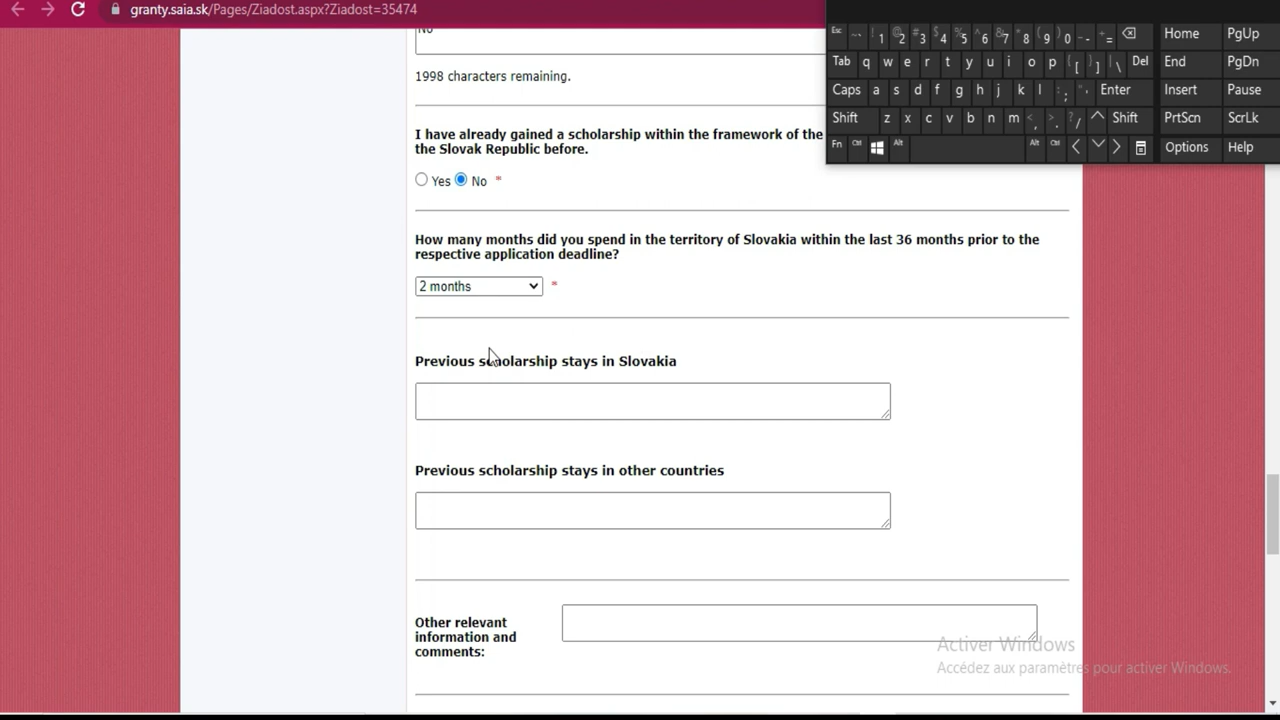 granty.saia.sk/Pages/Ziadost.aspx?Ziadost=35474
No
1998 characters remaining.
I have already gained a scholarship within the framework of the
the Slovak Republic before.
Yes No *
How many months did you spend in the territory of Slovakia within the last 36 months prior to the
respective application deadline?
2 months *
Previous scholarship stays in Slovakia
Previous scholarship stays in other countries
Other relevant
information and
comments:
Activer Windows
Accédez aux paramètres pour activer Windows.
Esc ~ ` ! 1 @ 2 # 3 $ 4 % 5 ^ 6 & 7 * 8 ( 9 ) 0 _ - + = Home PgUp
Tab q w e r t y u i o p { [ } ] | \ Del End PgDn
Caps a s d f g h j k l : ; " ' Enter Insert Pause
Shift z x c v b n m < , > . ? / Shift PrtScn ScrLk
Fn Ctrl Alt Alt Ctrl Options Help